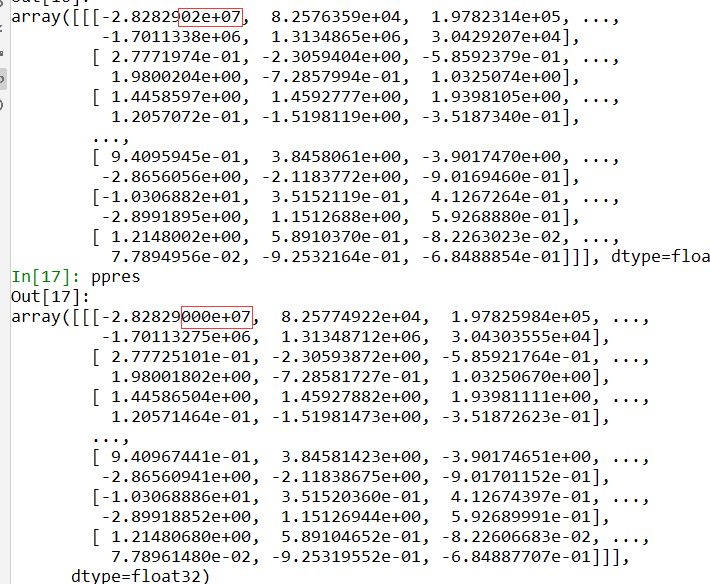 array([[[-2.8282902e+07, 8.2576359e+04, 1.9782314e+05, ...,
-1.7011338e+06, 1.3134865e+06, 3.0429207e+04],
[ 2.7771974e-01, -2.3059404e+00, -5.8592379e-01, ...,
1.9800204e+00, -7.2857994e-01, 1.0325074e+00],
[ 1.4458597e+00, 1.4592777e+00, 1.9398105e+00, ...,
1.2057072e-01, -1.5198119e+00, -3.5187340e-01],
...,
[ 9.4095945e-01, 3.8458061e+00, -3.9017470e+00, ...,
-2.8656056e+00, -2.1183772e+00, -9.0169460e-01],
[-1.0306882e+01, 3.5152119e-01, 4.1267264e-01, ...,
-2.8991895e+00, 1.1512688e+00, 5.9268880e-01],
[ 1.2148002e+00, 5.8910370e-01, -8.2263023e-02, ...,
7.7894956e-02, -9.2532164e-01, -6.8488854e-01]]], dtype=floa
In[17]: ppres
Out[17]:
array([[[-2.82829000e+07, 8.25774922e+04, 1.97825984e+05, ...,
-1.70113275e+06, 1.31348712e+06, 3.04303555e+04],
[ 2.77725101e-01, -2.30593872e+00, -5.85921764e-01, ...,
1.98001802e+00, -7.28581727e-01, 1.03250670e+00],
[ 1.44586504e+00, 1.45927882e+00, 1.93981111e+00, ...,
1.20571464e-01, -1.51981473e+00, -3.51872623e-01],
...,
[ 9.40967441e-01, 3.84581423e+00, -3.90174651e+00, ...,
-2.86560941e+00, -2.11838675e+00, -9.01701152e-01],
[-1.03068886e+01, 3.51520360e-01, 4.12674397e-01, ...,
-2.89918852e+00, 1.15126944e+00, 5.92689991e-01],
[ 1.21480680e+00, 5.89104652e-01, -8.22606683e-02, ...,
7.78961480e-02, -9.25319552e-01, -6.84887707e-01]]],
dtype=float32)